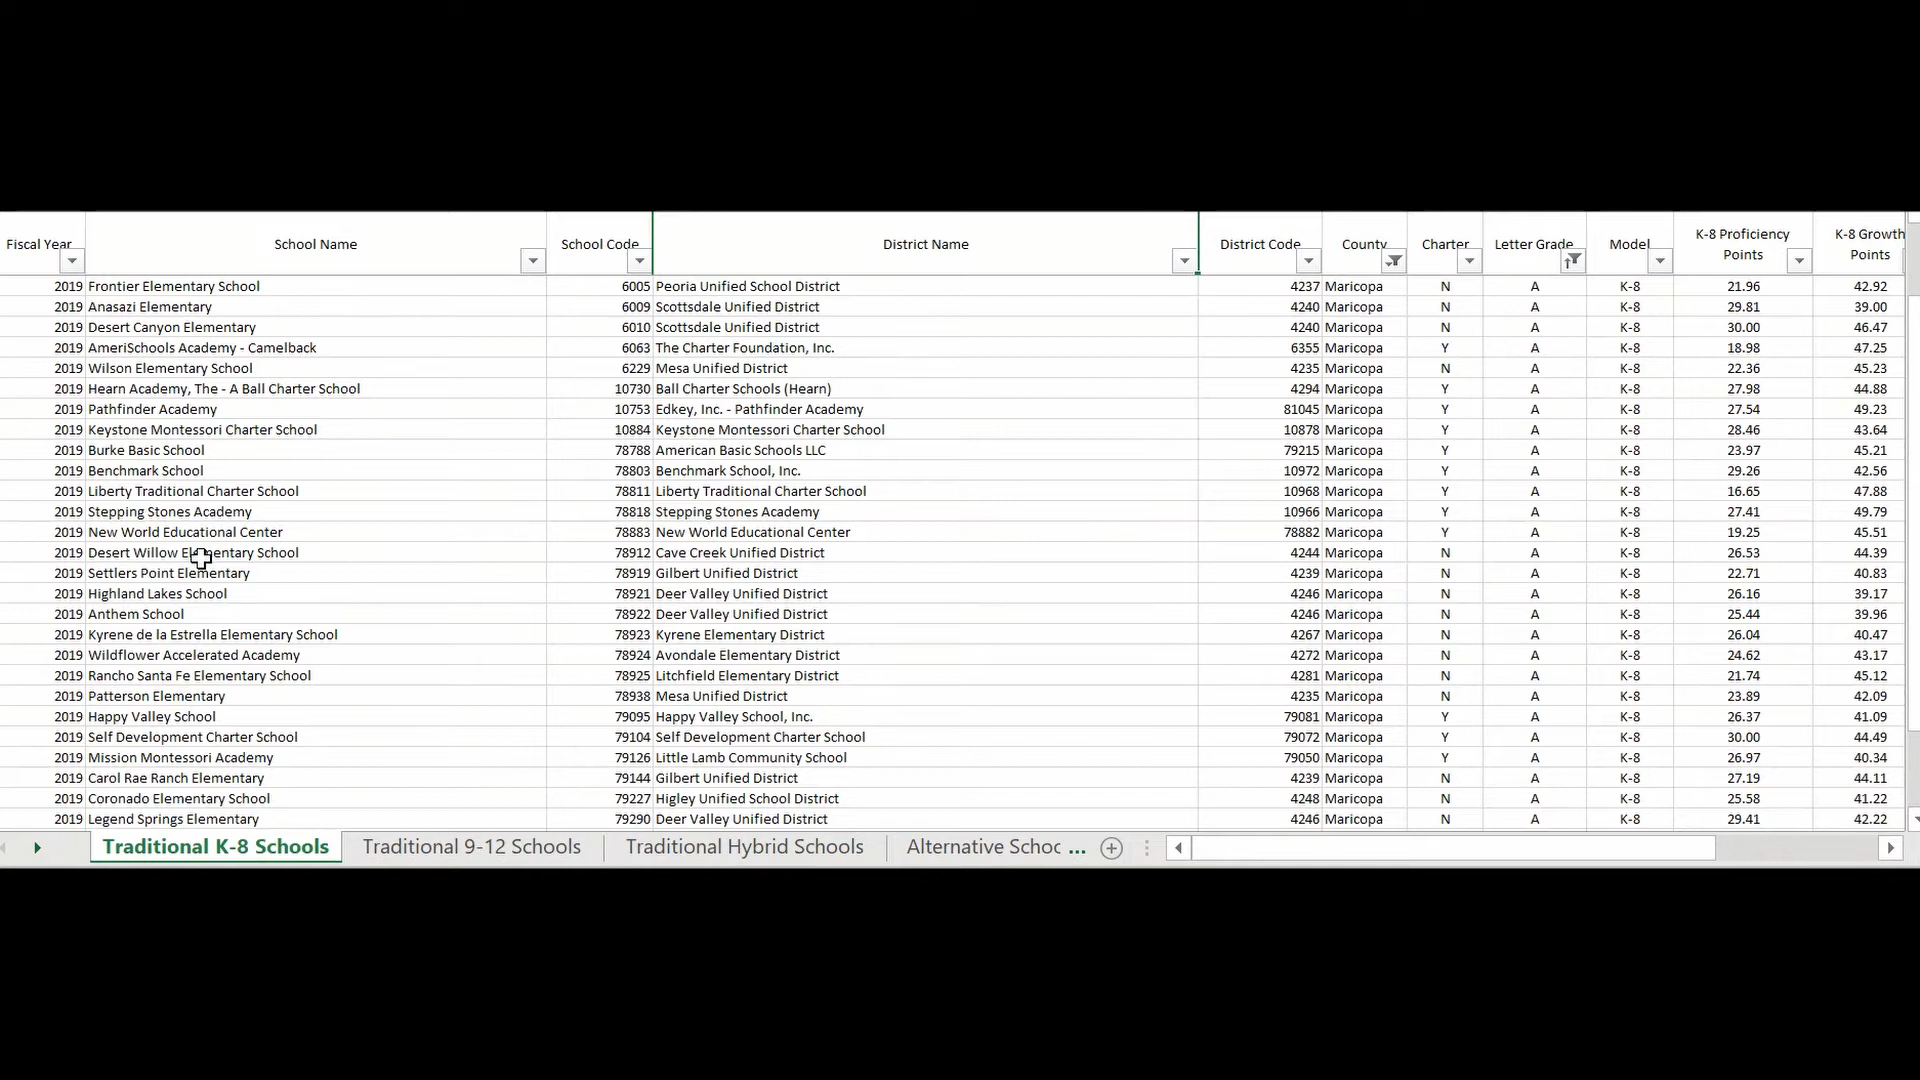 Fiscal Year School Name School Code District Name District Code County Charter Letter Grade Model K-8 Proficiency Points K-8 Growth Points
2019 Frontier Elementary School 6005 Peoria Unified School District 4237 Maricopa N A K-8 21.96 42.92
2019 Anasazi Elementary 6009 Scottsdale Unified District 4240 Maricopa N A K-8 29.81 39.00
2019 Desert Canyon Elementary 6010 Scottsdale Unified District 4240 Maricopa N A K-8 30.00 46.47
2019 AmeriSchools Academy - Camelback 6063 The Charter Foundation, Inc. 6355 Maricopa Y A K-8 18.98 47.25
2019 Wilson Elementary School 6229 Mesa Unified District 4235 Maricopa N A K-8 22.36 45.23
2019 Hearn Academy, The - A Ball Charter School 10730 Ball Charter Schools (Hearn) 4294 Maricopa Y A K-8 27.98 44.88
2019 Pathfinder Academy 10753 Edkey, Inc. - Pathfinder Academy 81045 Maricopa Y A K-8 27.54 49.23
2019 Keystone Montessori Charter School 10884 Keystone Montessori Charter School 10878 Maricopa Y A K-8 28.46 43.64
2019 Burke Basic School 78788 American Basic Schools LLC 79215 Maricopa Y A K-8 23.97 45.21
2019 Benchmark School 78803 Benchmark School, Inc. 10972 Maricopa Y A K-8 29.26 42.56
2019 Liberty Traditional Charter School 78811 Liberty Traditional Charter School 10968 Maricopa Y A K-8 16.65 47.88
2019 Stepping Stones Academy 78818 Stepping Stones Academy 10966 Maricopa Y A K-8 27.41 49.79
2019 New World Educational Center 78883 New World Educational Center 78882 Maricopa Y A K-8 19.25 45.51
2019 Desert Willow Elementary School 78912 Cave Creek Unified District 4244 Maricopa N A K-8 26.53 44.39
2019 Settlers Point Elementary 78919 Gilbert Unified District 4239 Maricopa N A K-8 22.71 40.83
2019 Highland Lakes School 78921 Deer Valley Unified District 4246 Maricopa N A K-8 26.16 39.17
2019 Anthem School 78922 Deer Valley Unified District 4246 Maricopa N A K-8 25.44 39.96
2019 Kyrene de la Estrella Elementary School 78923 Kyrene Elementary District 4267 Maricopa N A K-8 26.04 40.47
2019 Wildflower Accelerated Academy 78924 Avondale Elementary District 4272 Maricopa N A K-8 24.62 43.17
2019 Rancho Santa Fe Elementary School 78925 Litchfield Elementary District 4281 Maricopa N A K-8 21.74 45.12
2019 Patterson Elementary 78938 Mesa Unified District 4235 Maricopa N A K-8 23.89 42.09
2019 Happy Valley School 79095 Happy Valley School, Inc. 79081 Maricopa Y A K-8 26.37 41.09
2019 Self Development Charter School 79104 Self Development Charter School 79072 Maricopa Y A K-8 30.00 44.49
2019 Mission Montessori Academy 79126 Little Lamb Community School 79050 Maricopa Y A K-8 26.97 40.34
2019 Carol Rae Ranch Elementary 79144 Gilbert Unified District 4239 Maricopa N A K-8 27.19 44.11
2019 Coronado Elementary School 79227 Higley Unified School District 4248 Maricopa N A K-8 25.58 41.22
2019 Legend Springs Elementary 79290 Deer Valley Unified District 4246 Maricopa N A K-8 29.41 42.22
Traditional K-8 Schools Traditional 9-12 Schools Traditional Hybrid Schools Alternative Schoc ...